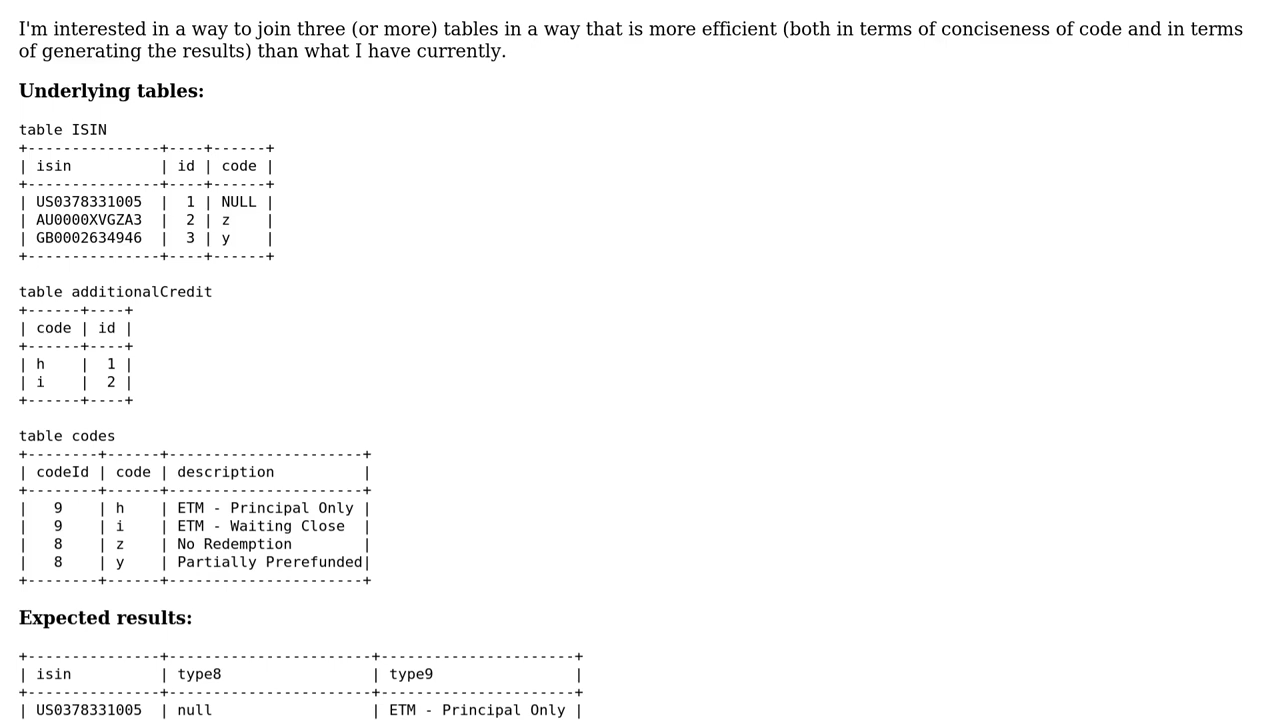 I'm interested in a way to join three (or more) tables in a way that is more efficient (both in terms of conciseness of code and in terms
of generating the results) than what I have currently.
Underlying tables:
table ISIN
+---------------+----+------+
| isin          | id | code |
+---------------+----+------+
| US0378331005  |  1 | NULL |
| AU0000XVGZA3  |  2 | z    |
| GB0002634946  |  3 | y    |
+---------------+----+------+
table additionalCredit
+------+----+
| code | id |
+------+----+
| h    |  1 |
| i    |  2 |
+------+----+
table codes
+--------+------+----------------------+
| codeId | code | description          |
+--------+------+----------------------+
|   9    | h    | ETM - Principal Only |
|   9    | i    | ETM - Waiting Close  |
|   8    | z    | No Redemption        |
|   8    | y    | Partially Prerefunded|
+--------+------+----------------------+
Expected results:
+---------------+-----------------------+----------------------+
| isin          | type8                 | type9                |
+---------------+-----------------------+----------------------+
| US0378331005  | null                  | ETM - Principal Only |